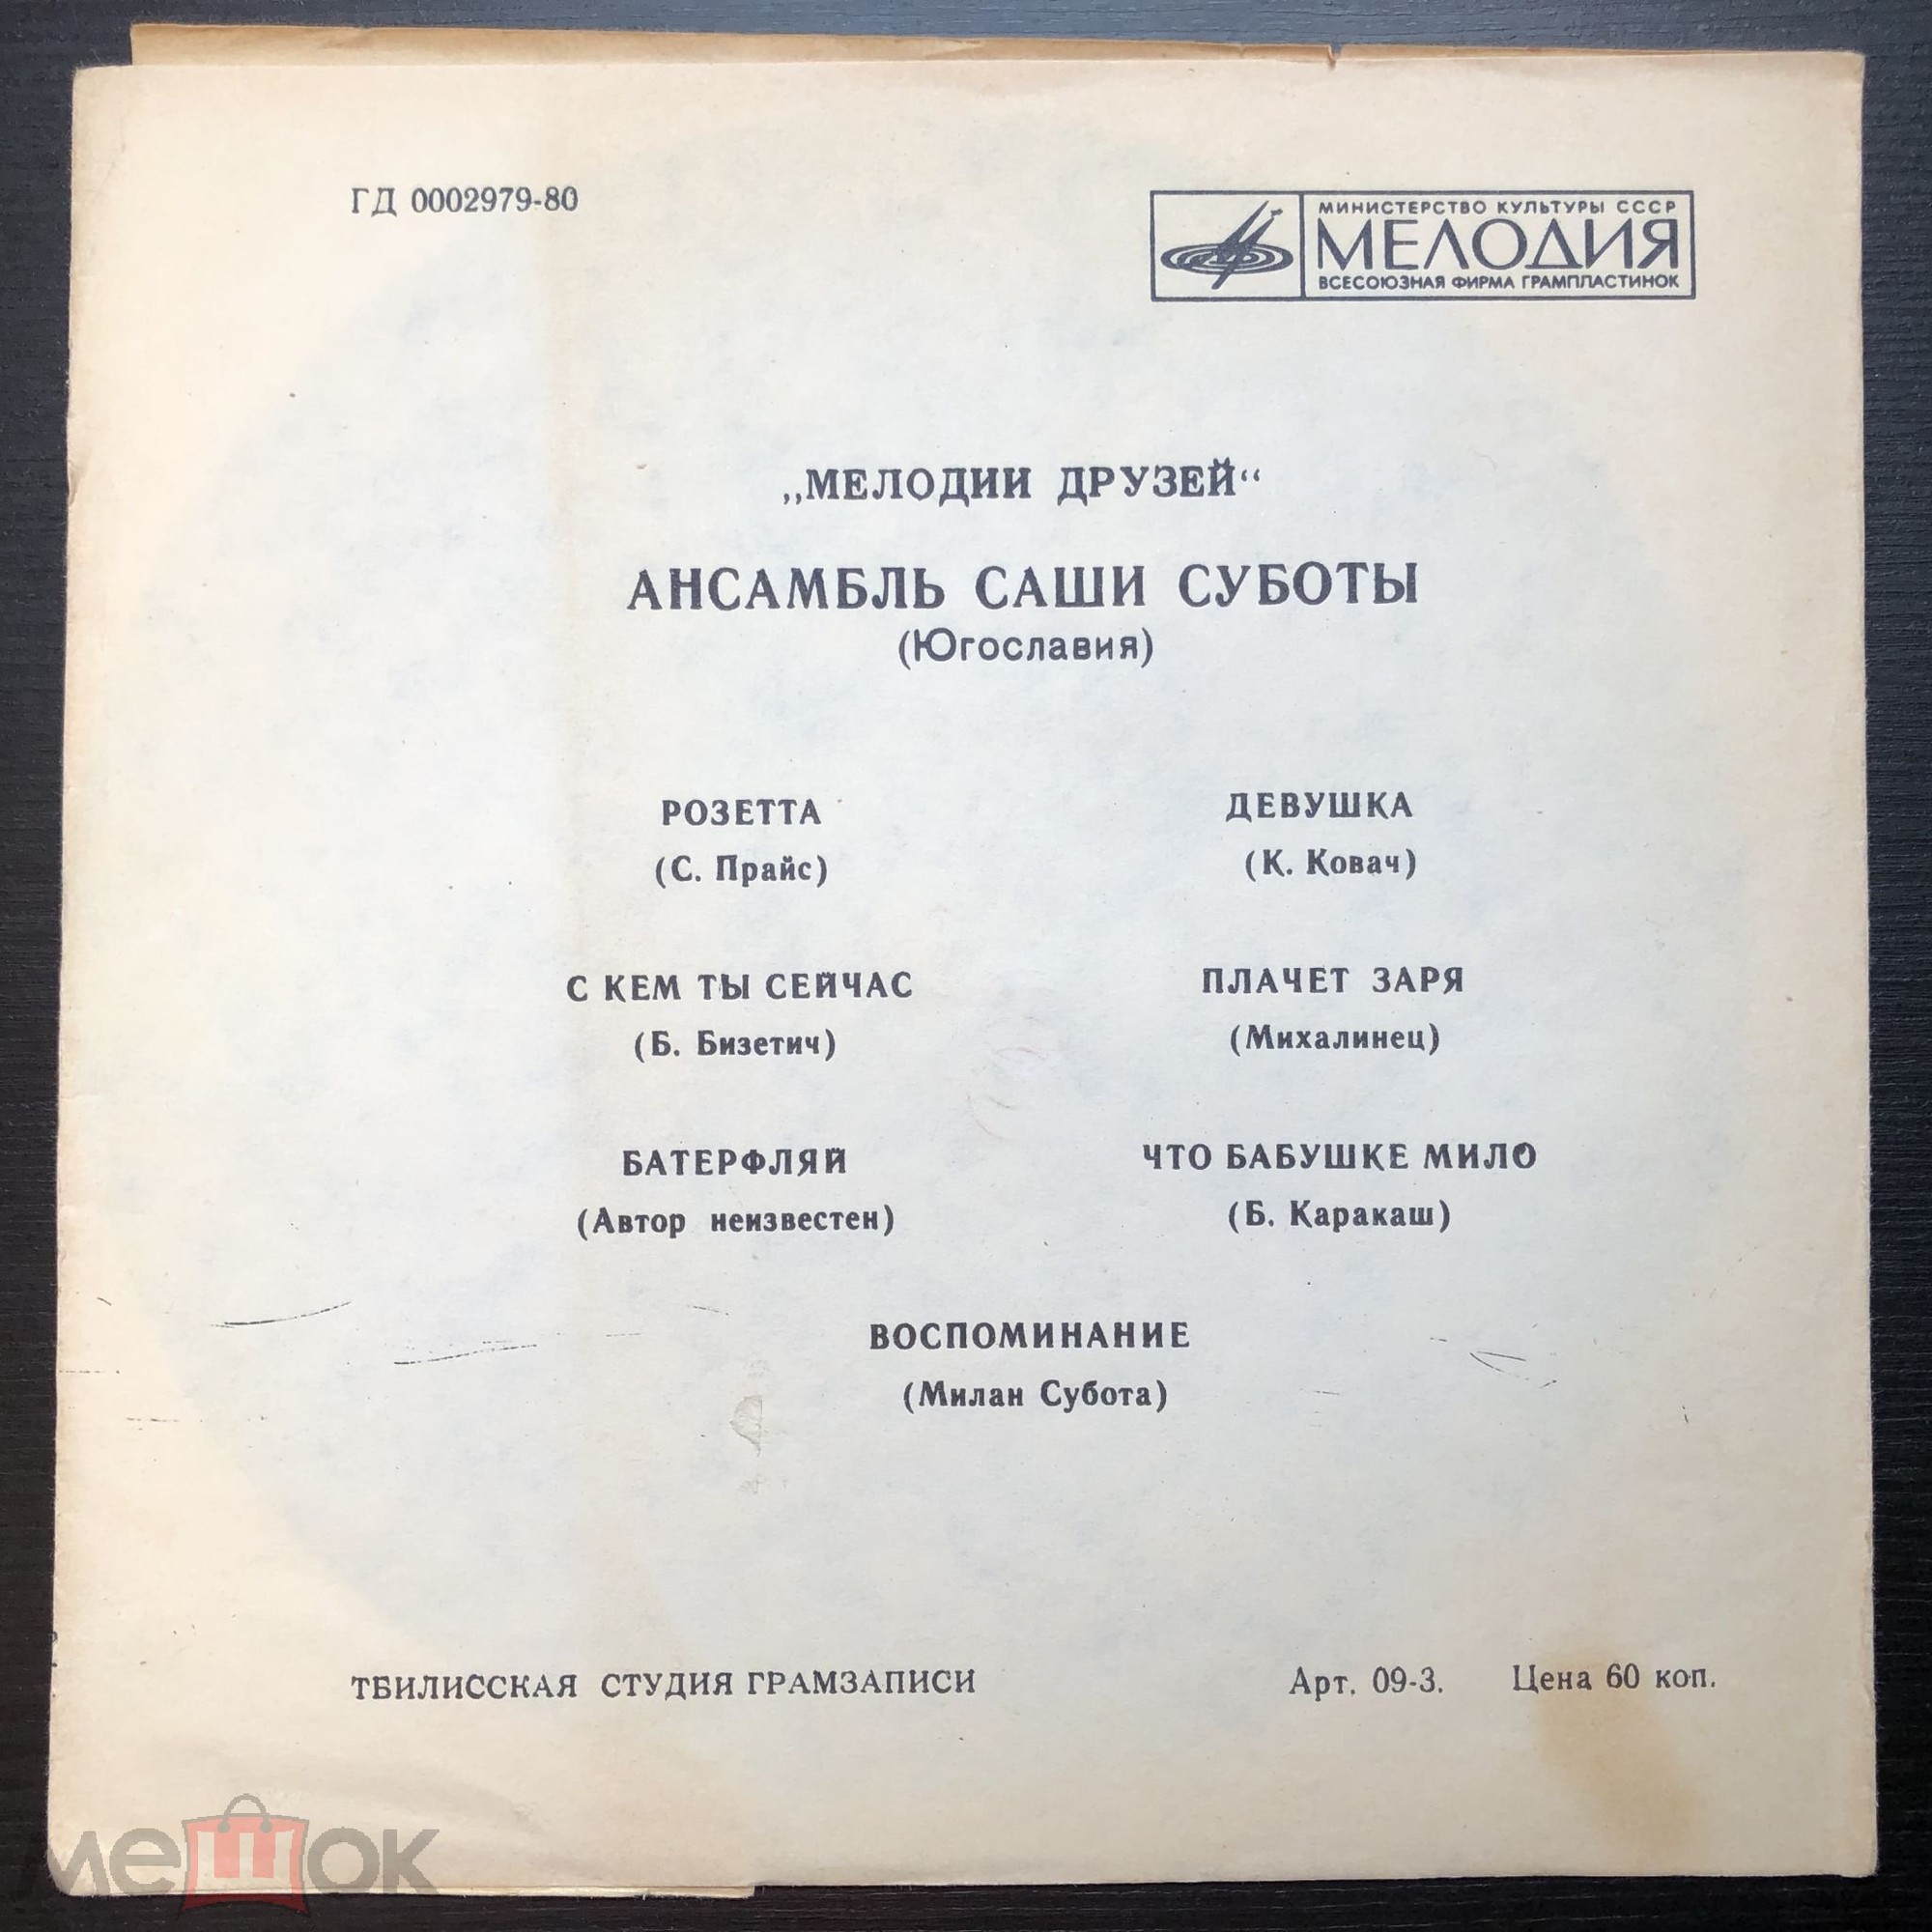 ГД 0002979-80
МИНИСТЕРСТВО КУЛЬТУРЫ СССР
МЕЛОДИЯ
ВСЕСОЮЗНАЯ ФИРМА ГРАМПЛАСТИНОК
„МЕЛОДИИ ДРУЗЕЙ“
АНСАМБЛЬ САШИ СУБОТЫ
(Югославия)
РОЗЕТТА
(С. Прайс)
С КЕМ ТЫ СЕЙЧАС
(Б. Бизетич)
БАТЕРФЛЯЙ
(Автор неизвестен)
ДЕВУШКА
(К. Ковач)
ПЛАЧЕТ ЗАРЯ
(Михалинец)
ЧТО БАБУШКЕ МИЛО
(Б. Каракаш)
ВОСПОМИНАНИЕ
(Милан Субота)
ТБИЛИССКАЯ СТУДИЯ ГРАМЗАПИСИ
Арт. 09-3. Цена 60 коп.
мешок